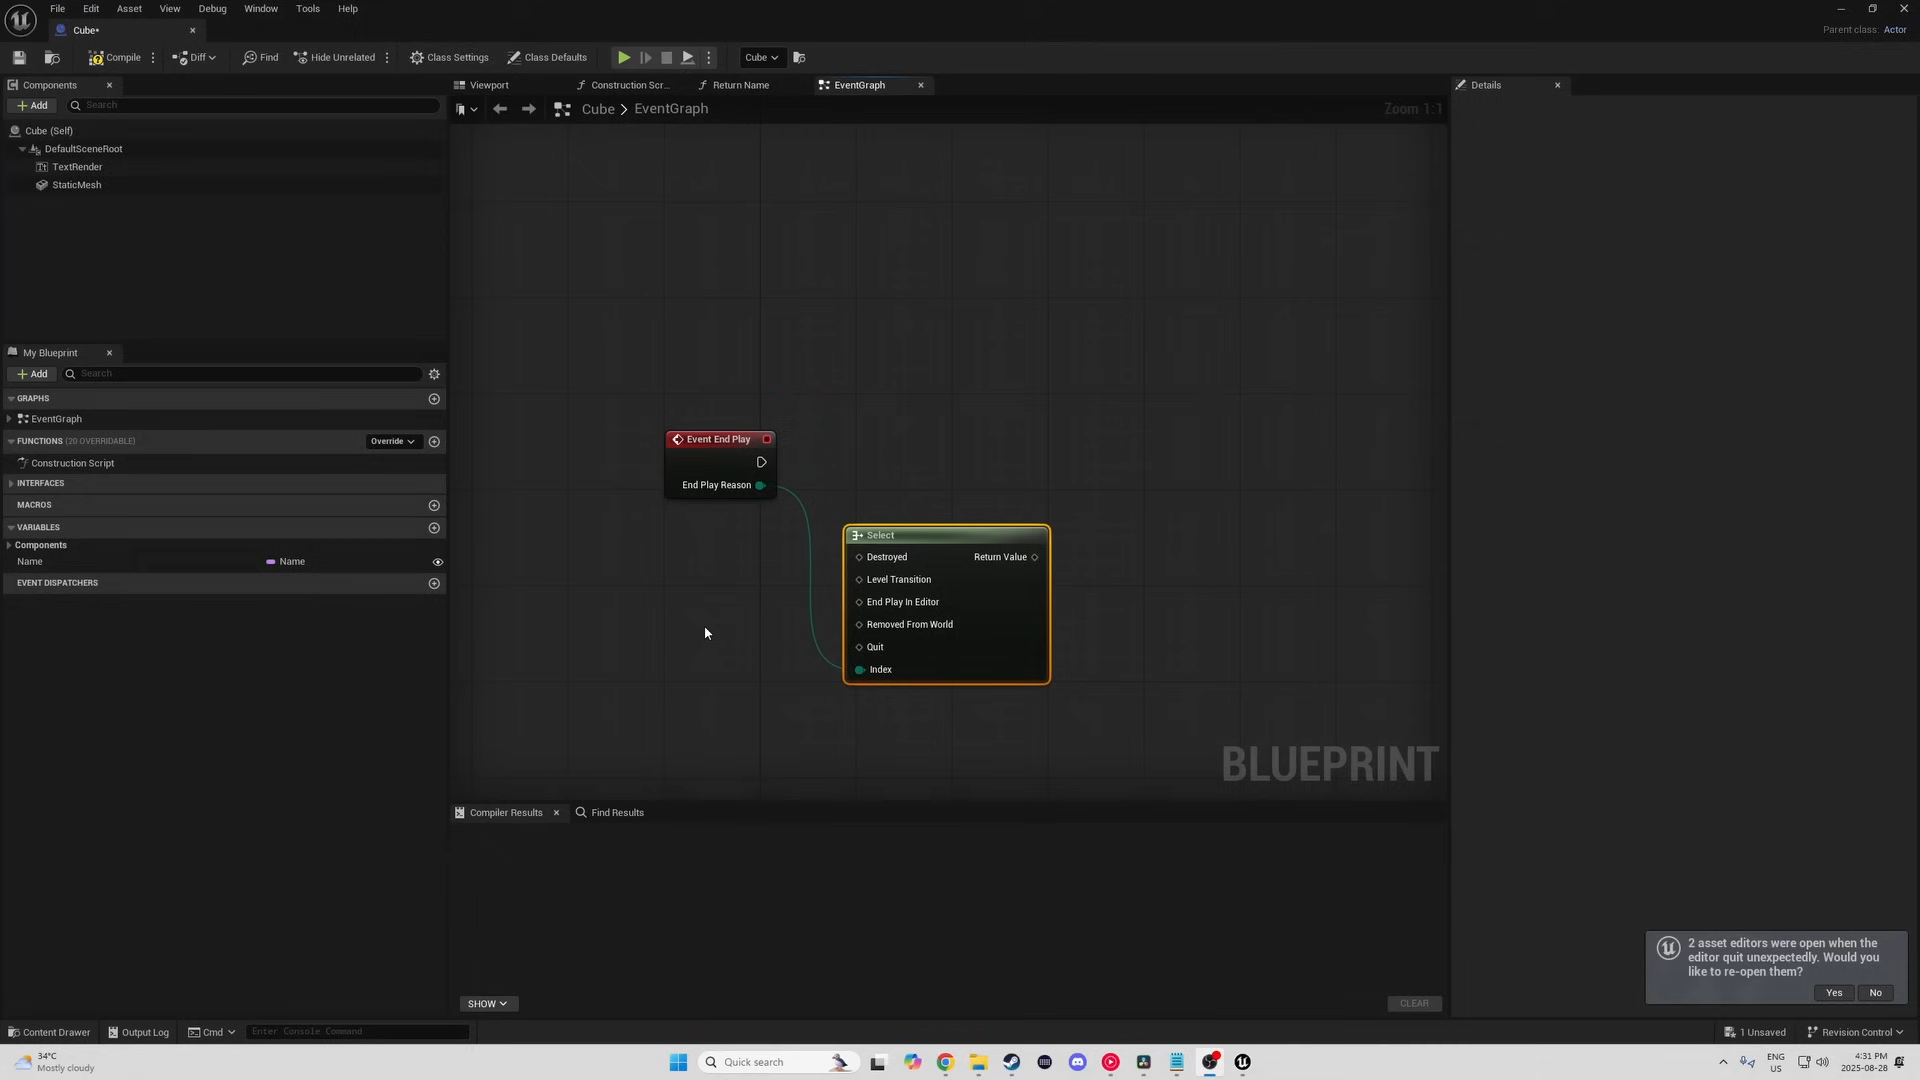 File Edit Asset View Debug Window Tools Help
Cube•
Parent class: Actor
Compile Diff Find Hide Unrelated Class Settings Class Defaults Cube
Components
Viewport Construction Scr... Return Name EventGraph
Details
Add Search
Cube > EventGraph
Zoom 1:1
Cube (Self)
DefaultSceneRoot
TextRender
StaticMesh
My Blueprint
Add Search
GRAPHS
EventGraph
FUNCTIONS (20 OVERRIDABLE) Override
Construction Script
INTERFACES
MACROS
VARIABLES
Components
Name Name
EVENT DISPATCHERS
Event End Play
End Play Reason
Select
Destroyed Return Value
Level Transition
End Play In Editor
Removed From World
Quit
Index
BLUEPRINT
Compiler Results Find Results
2 asset editors were open when the
editor quit unexpectedly. Would you
like to re-open them?
Yes No
SHOW CLEAR
Content Drawer Output Log Cmd Enter Console Command
1 Unsaved Revision Control
34°C
Mostly cloudy
Quick search
ENG
US
4:31 PM
2025-08-28